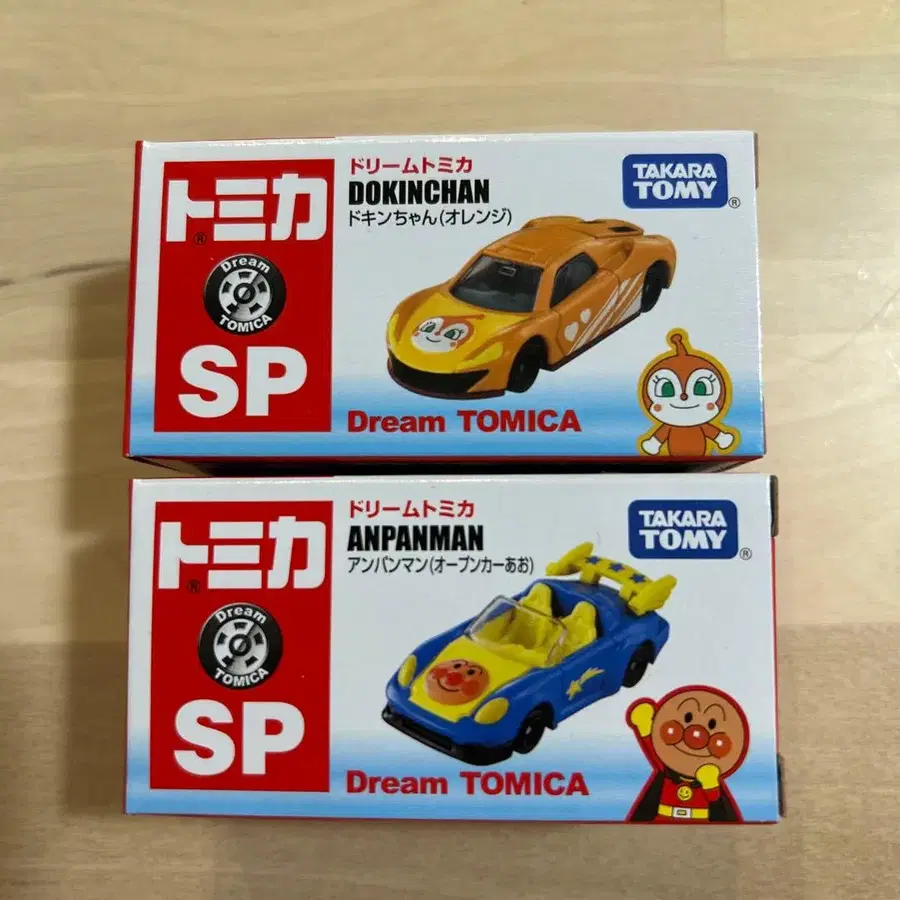 トミカ
®
Dream
TOMICA
SP
ドリームトミカ
DOKINCHAN
ドキンちゃん(オレンジ)
TAKARA
TOMY
®
Dream TOMICA
トミカ
®
Dream
TOMICA
SP
ドリームトミカ
ANPANMAN
アンパンマン(オープンカーあお)
TAKARA
TOMY
®
Dream TOMICA